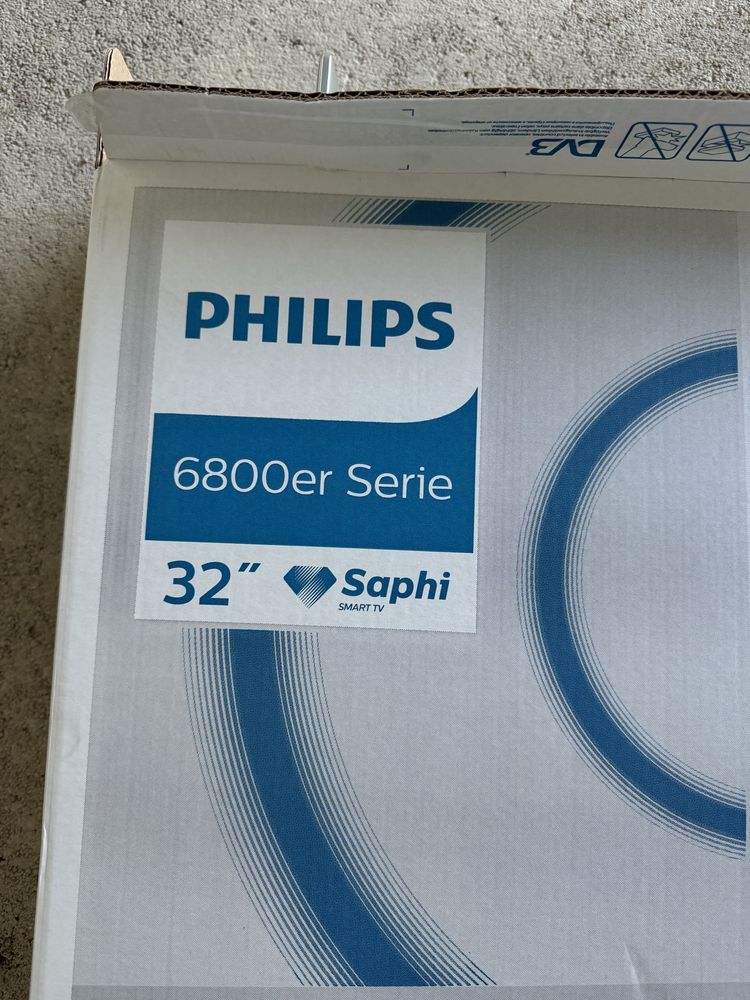 DVB
PHILIPS
6800er Serie
32"
Saphi
SMART TV